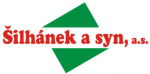 Šilhánek a syn, a.s.